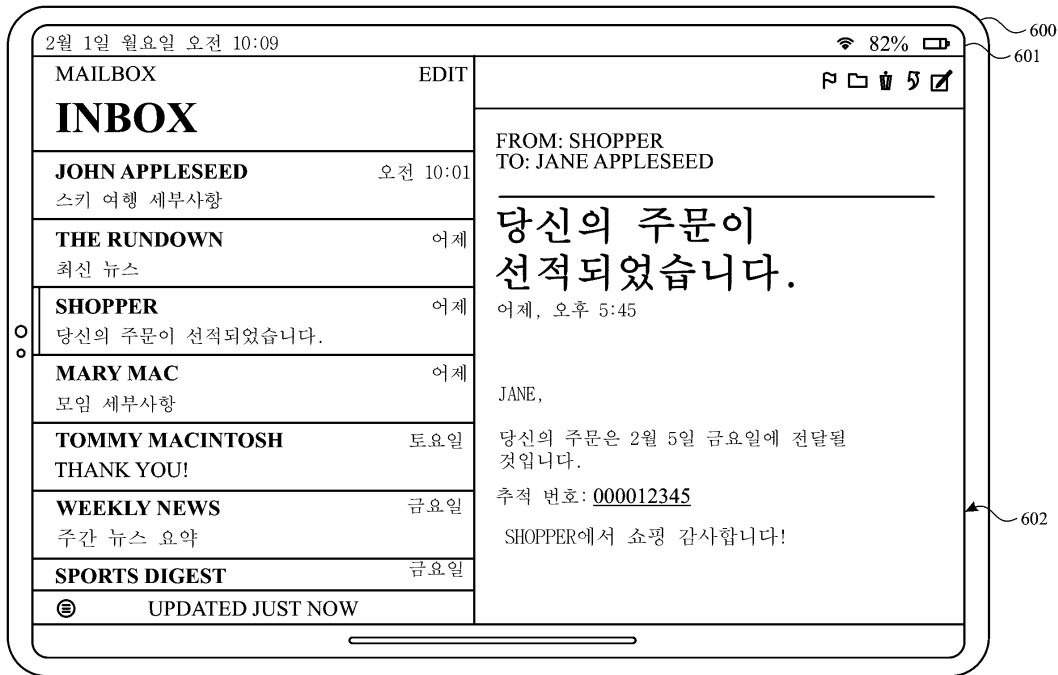 2월 1일 월요일 오전 10:09
82%
600
601
MAILBOX
EDIT
INBOX
JOHN APPLESEED
오전 10:01
스키 여행 세부사항
THE RUNDOWN
어제
최신 뉴스
SHOPPER
어제
당신의 주문이 선적되었습니다.
MARY MAC
어제
모임 세부사항
TOMMY MACINTOSH
토요일
THANK YOU!
WEEKLY NEWS
금요일
주간 뉴스 요약
SPORTS DIGEST
금요일
UPDATED JUST NOW
FROM: SHOPPER
TO: JANE APPLESEED
당신의 주문이
선적되었습니다.
어제, 오후 5:45
JANE,
당신의 주문은 2월 5일 금요일에 전달될
것입니다.
추적 번호: 000012345
SHOPPER에서 쇼핑 감사합니다!
602